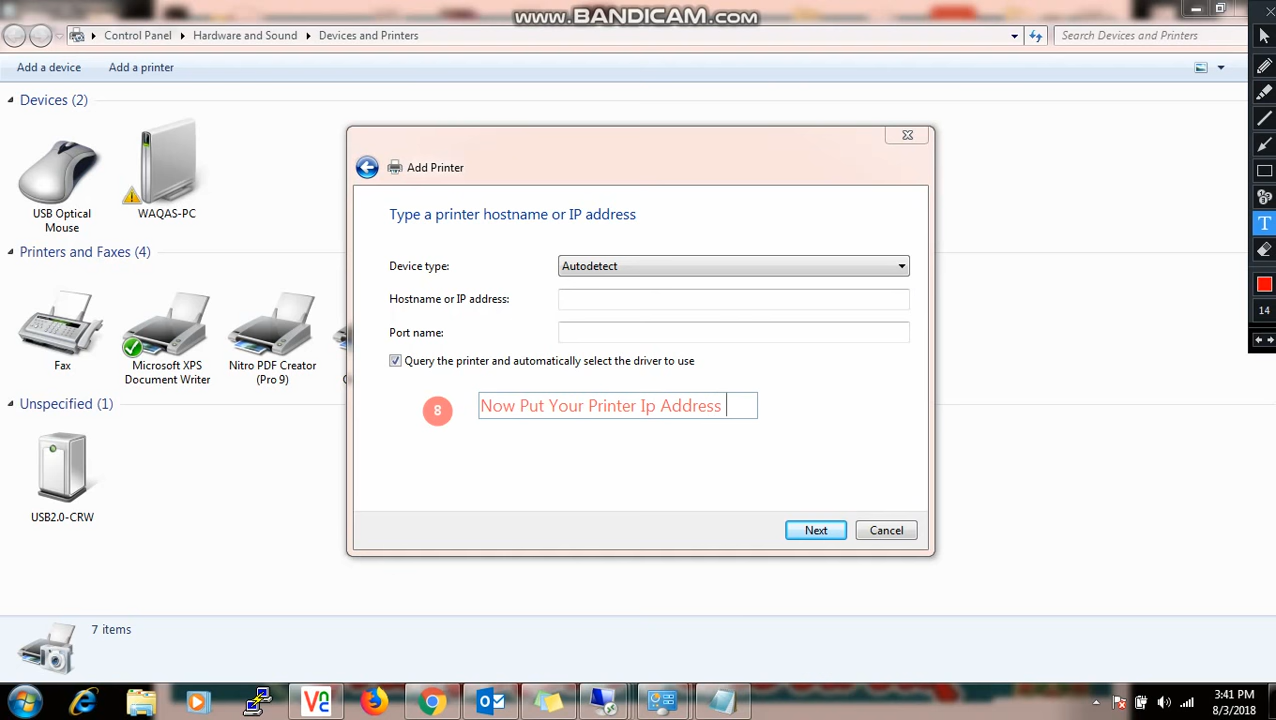 www.BANDICAM.com
Control Panel
Hardware and Sound
Devices and Printers
Search Devices and Printers
Add a device
Add a printer
Devices (2)
USB Optical
Mouse
WAQAS-PC
Printers and Faxes (4)
Fax
Microsoft XPS
Document Writer
Nitro PDF Creator
(Pro 9)
Unspecified (1)
USB2.0-CRW
Add Printer
Type a printer hostname or IP address
Device type:
Autodetect
Hostname or IP address:
Port name:
Query the printer and automatically select the driver to use
8
Now Put Your Printer Ip Address
Next
Cancel
T
14
7 items
3:41 PM
8/3/2018